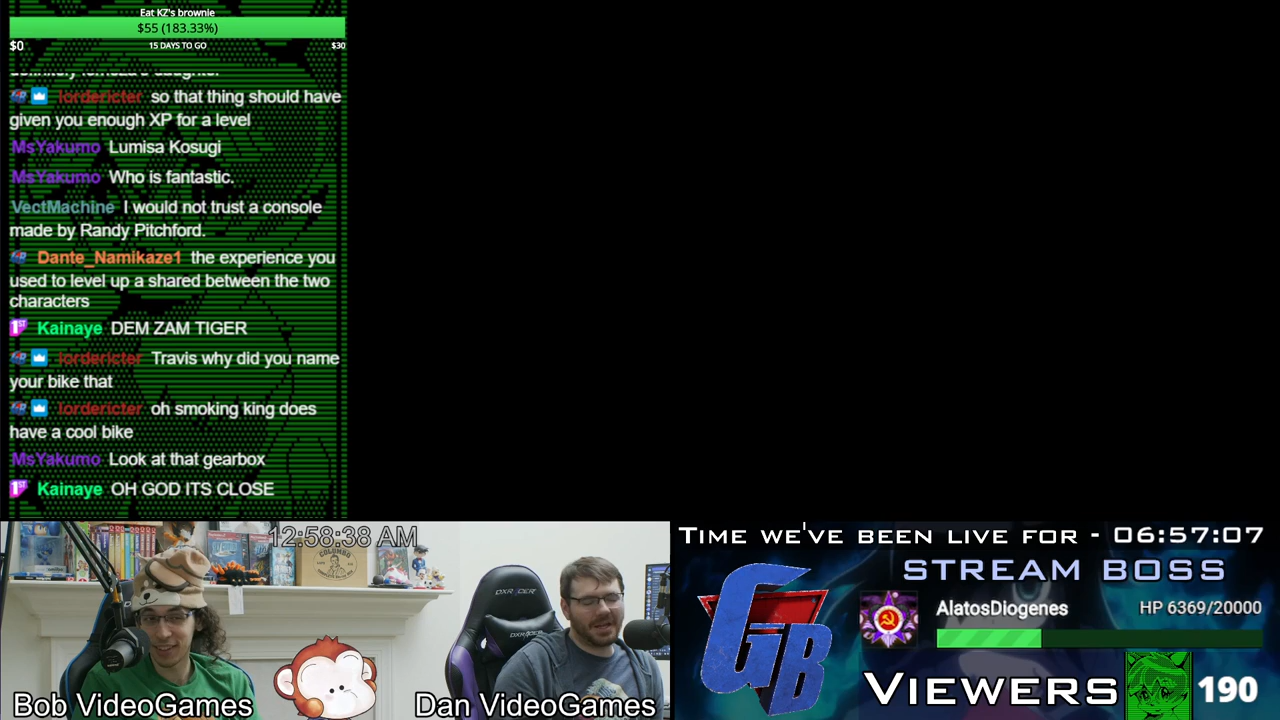 Eat KZ's brownie
$55 (183.33%)
$0 15 DAYS TO GO $30
lordericter so that thing should have
given you enough XP for a level
MsYakumo Lumisa Kosugi
MsYakumo Who is fantastic.
VectMachine I would not trust a console
made by Randy Pitchford.
Dante_Namikaze1 the experience you
used to level up a shared between the two
characters
1ST Kainaye DEM ZAM TIGER
lordericter Travis why did you name
your bike that
lordericter oh smoking king does
have a cool bike
MsYakumo Look at that gearbox
1ST Kainaye OH GOD ITS CLOSE
12:58:38 AM
COLUMBO
DXRACER
DXRACER
Bob VideoGames
Dan VideoGames
TIME WE'VE BEEN LIVE FOR - 06:57:07
STREAM BOSS
AlatosDiogenes HP 6369/20000
GB
VIEWERS 190